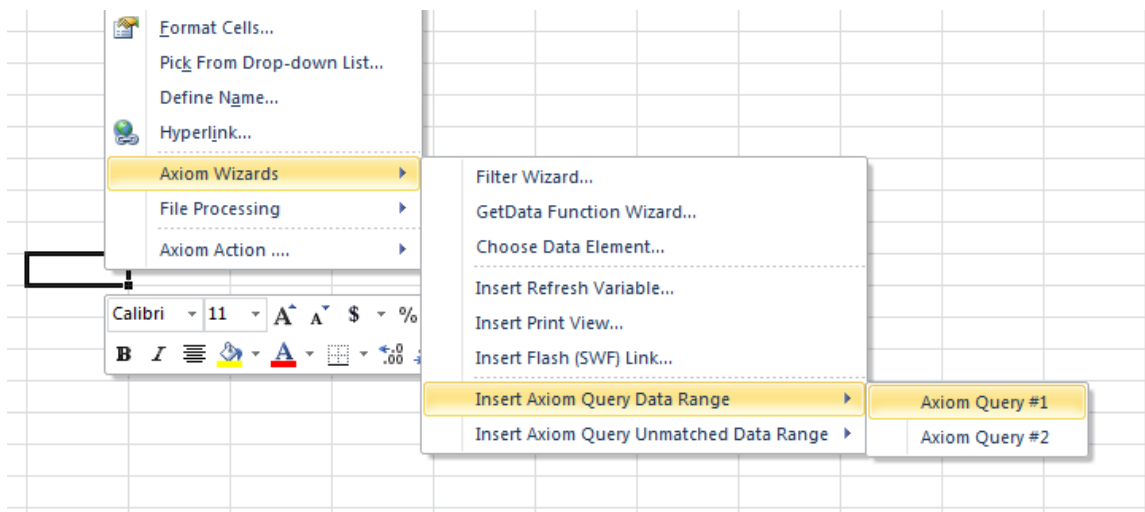 Format Cells...
Pick From Drop-down List...
Define Name...
Hyperlink...
Axiom Wizards
File Processing
Axiom Action ....
Filter Wizard...
GetData Function Wizard...
Choose Data Element...
Insert Refresh Variable...
Insert Print View...
Insert Flash (SWF) Link...
Insert Axiom Query Data Range
Insert Axiom Query Unmatched Data Range
Axiom Query #1
Axiom Query #2
Calibri 11 A A $ %
B I A .00